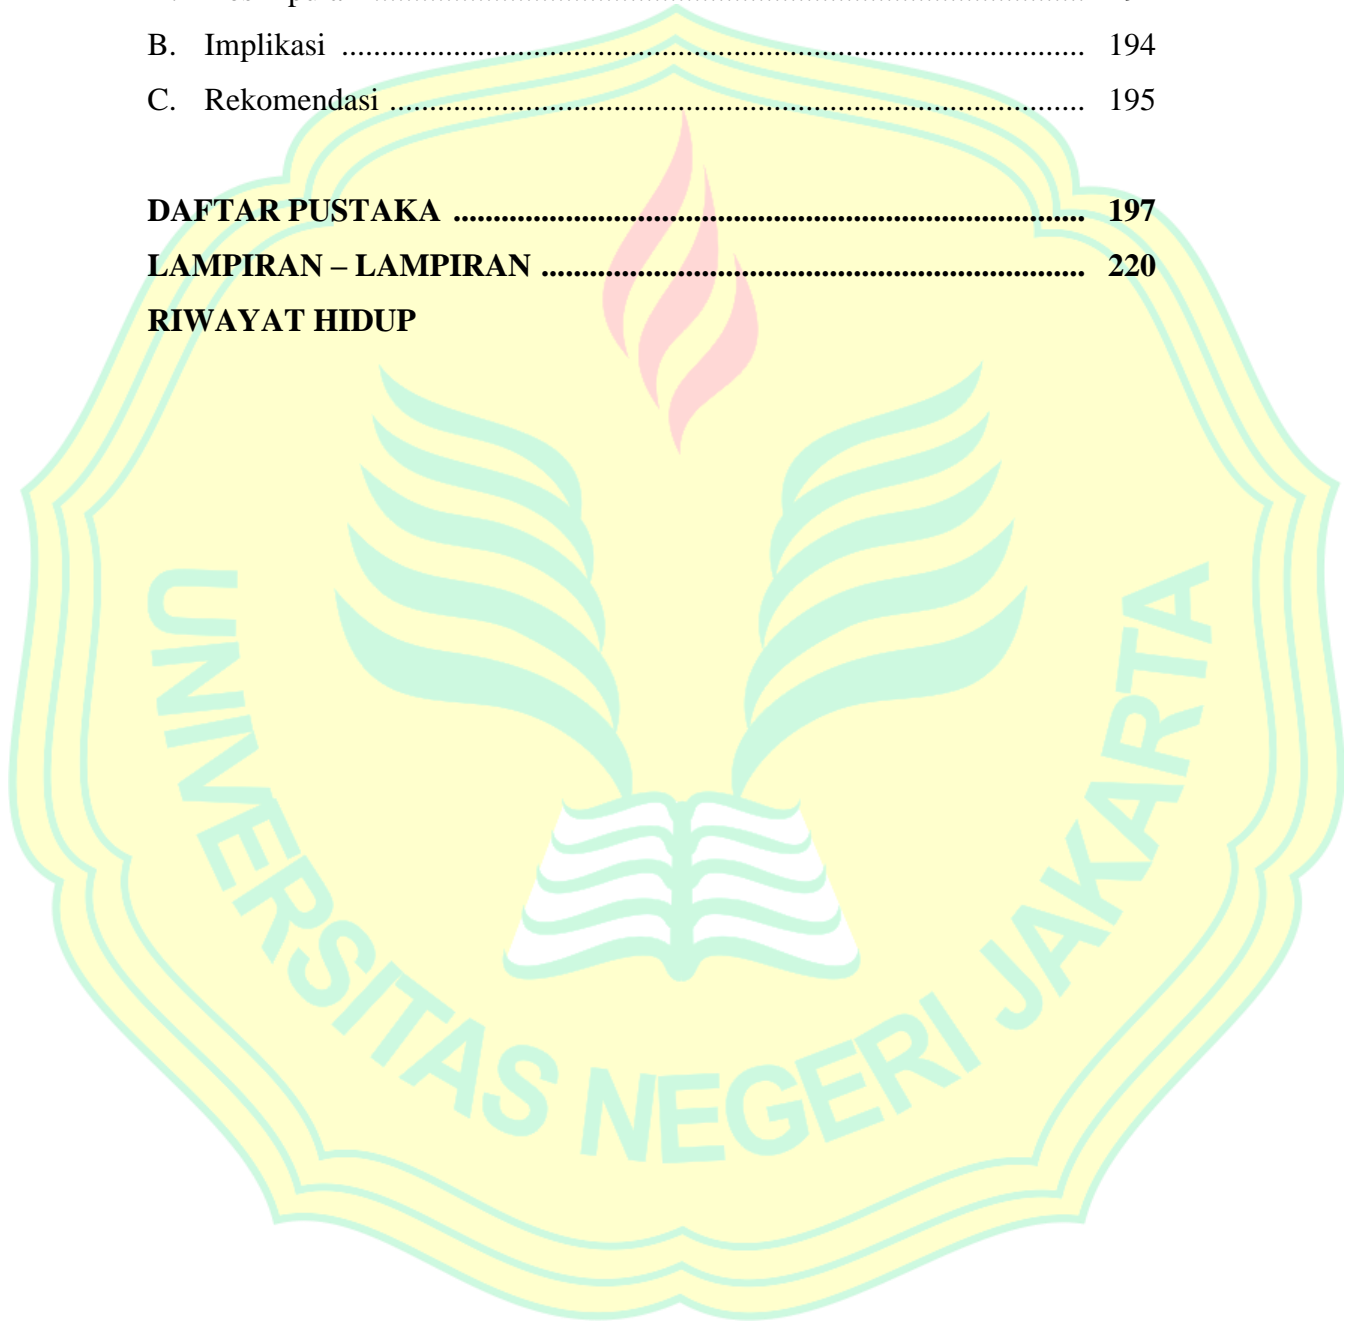 B. Implikasi ........................................................................................... 194
C. Rekomendasi ..................................................................................... 195
DAFTAR PUSTAKA ............................................................................... 197
LAMPIRAN – LAMPIRAN .................................................................... 220
RIWAYAT HIDUP
UNIVERSITAS NEGERI JAKARTA